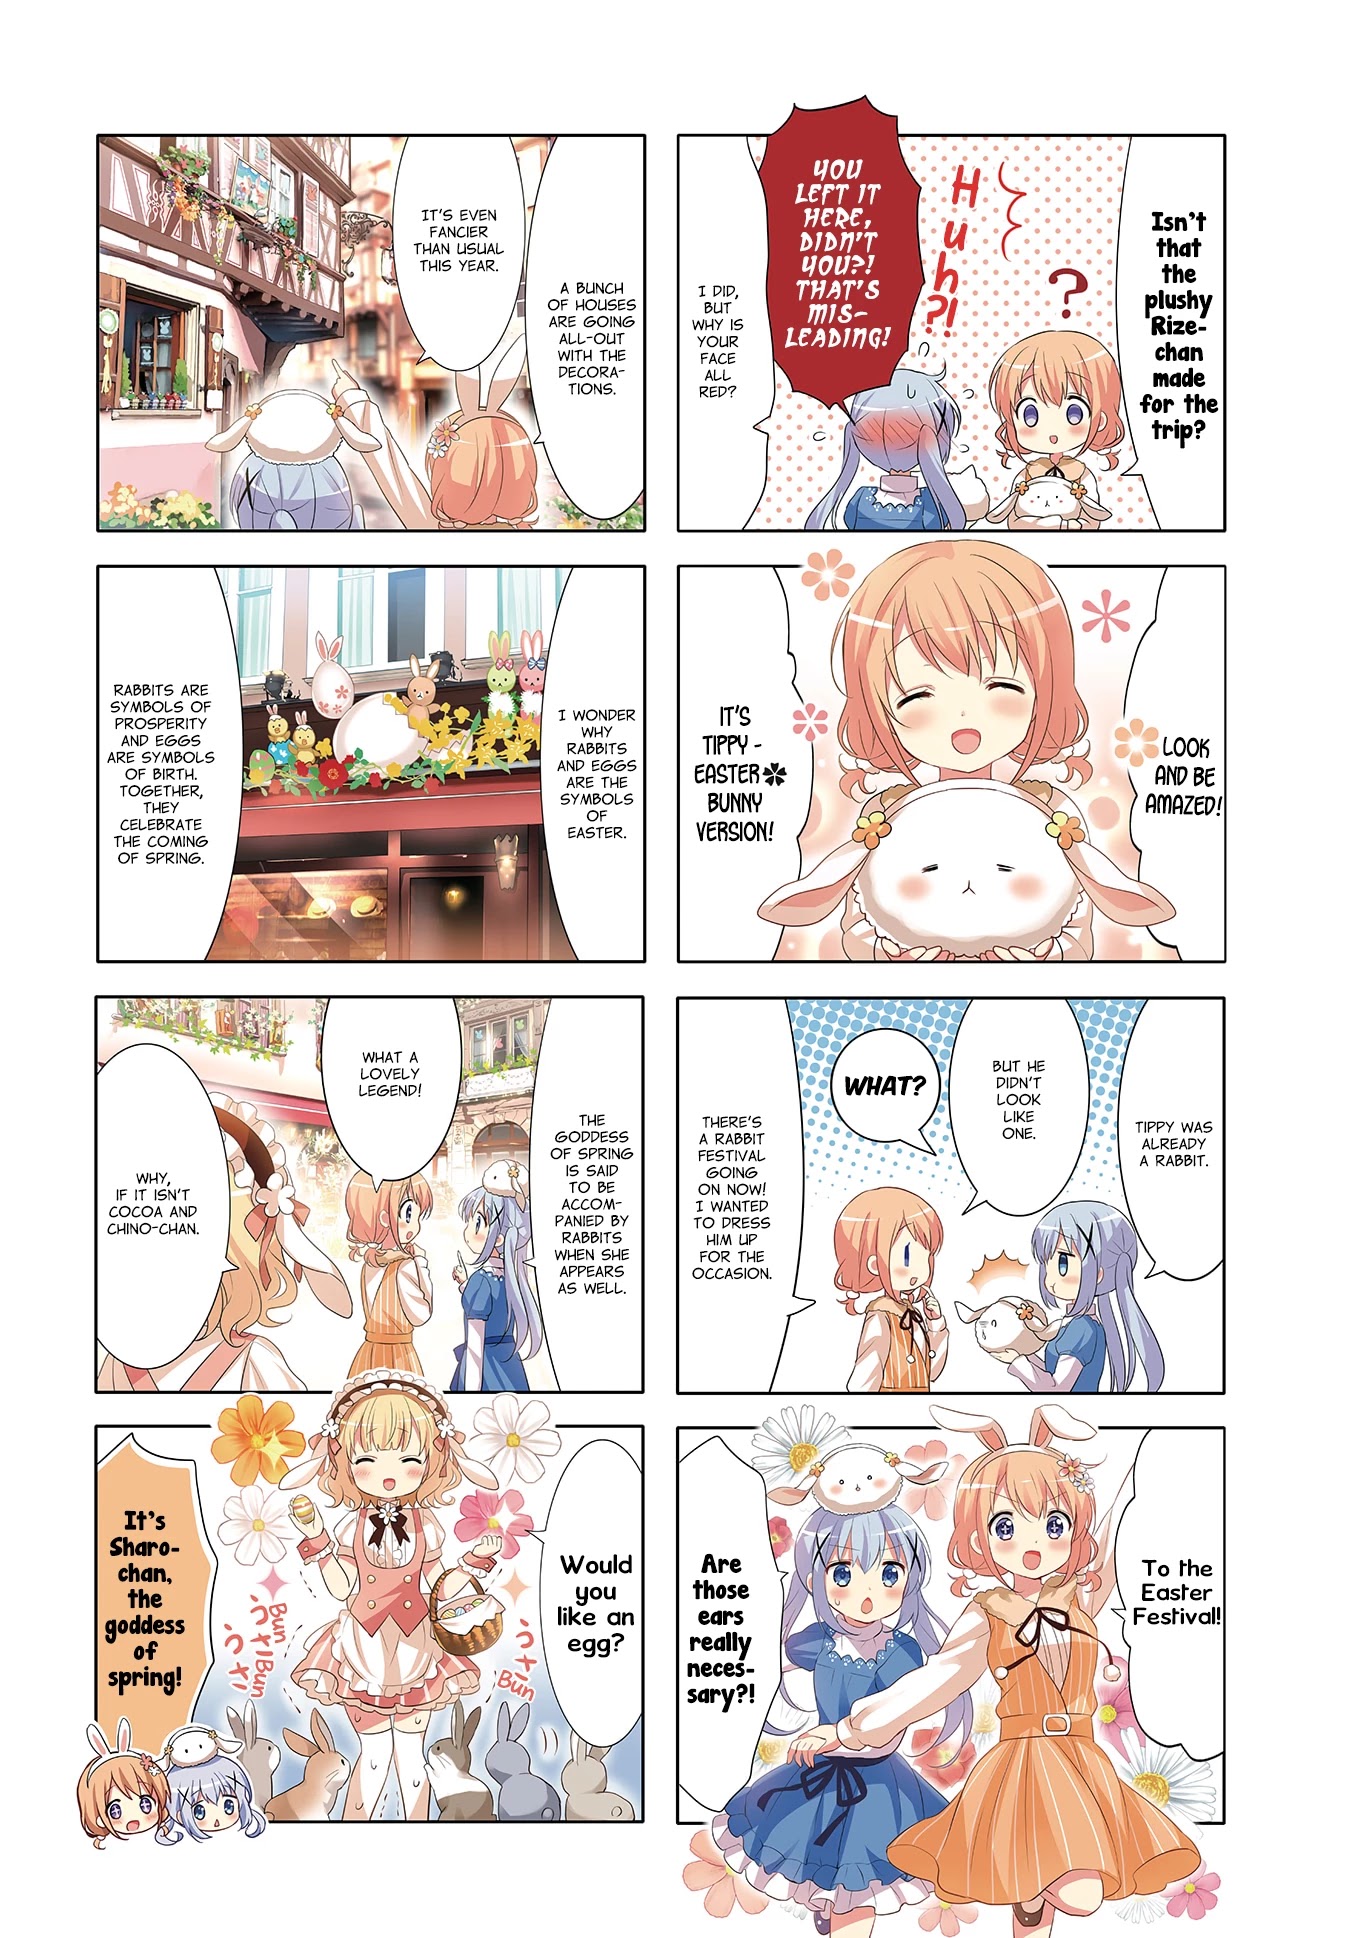 Isn't
that
the
plushy
Rize-
chan
made
for the
trip?
Huh?!
?
YOU
LEFT IT
HERE,
DIDN'T
YOU?!
THAT'S
MIS-
LEADING!
I DID,
BUT
WHY IS
YOUR
FACE
ALL
RED?
LOOK
AND BE
AMAZED!
IT'S
TIPPY -
EASTER
BUNNY
VERSION!
TIPPY WAS
ALREADY
A RABBIT.
BUT HE
DIDN'T
LOOK
LIKE
ONE.
WHAT?
THERE'S
A RABBIT
FESTIVAL
GOING
ON NOW!
I WANTED
TO DRESS
HIM UP
FOR THE
OCCASION.
To the
Easter
Festival!
Are
those
ears
really
neces-
sary?!
A BUNCH
OF HOUSES
ARE GOING
ALL-OUT
WITH THE
DECORA-
TIONS.
IT'S EVEN
FANCIER
THAN USUAL
THIS YEAR.
I WONDER
WHY
RABBITS
AND EGGS
ARE THE
SYMBOLS
OF
EASTER.
RABBITS ARE
SYMBOLS OF
PROSPERITY
AND EGGS
ARE SYMBOLS
OF BIRTH.
TOGETHER,
THEY
CELEBRATE
THE COMING
OF SPRING.
THE
GODDESS
OF SPRING
IS SAID
TO BE
ACCOM-
PANIED BY
RABBITS
WHEN SHE
APPEARS
AS WELL.
WHAT A
LOVELY
LEGEND!
WHY,
IF IT ISN'T
COCOA AND
CHINO-CHAN.
Would
you
like an
egg?
うさ
Bun
うさ
Bun
うさ
Bun
It's
Sharo-
chan,
the
goddess
of
spring!